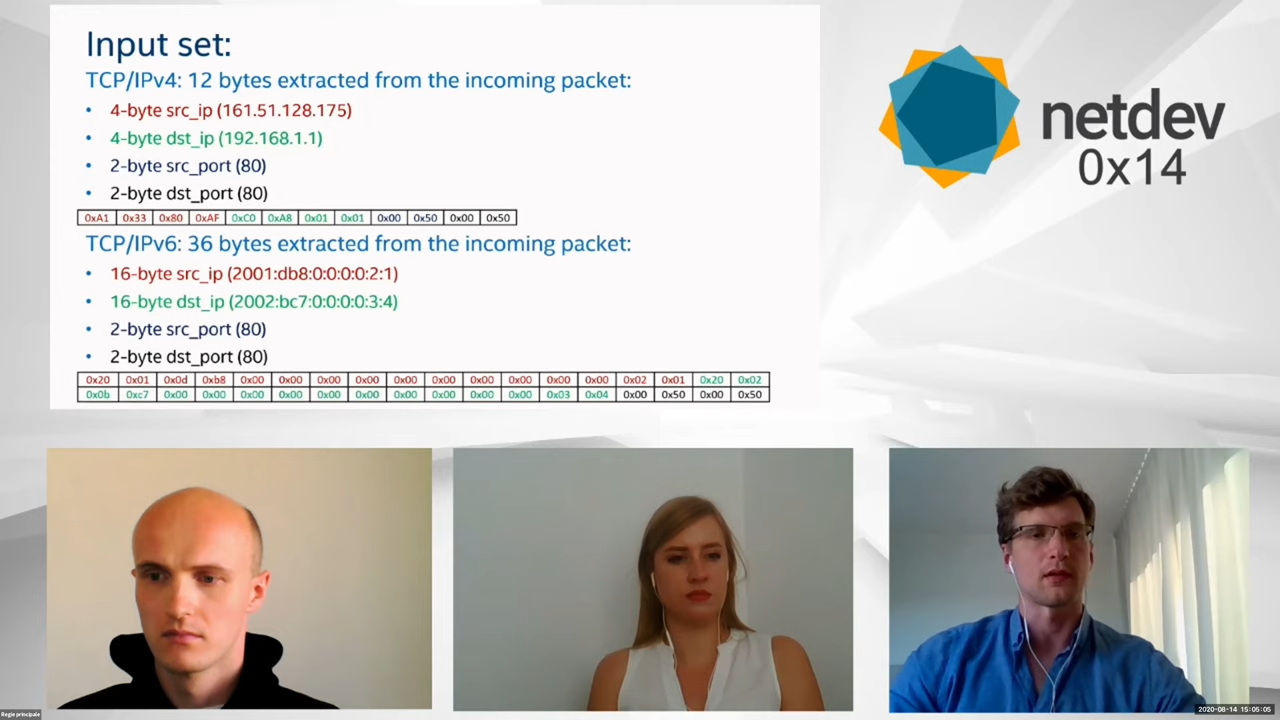 Input set:
TCP/IPv4: 12 bytes extracted from the incoming packet:
• 4-byte src_ip (161.51.128.175)
• 4-byte dst_ip (192.168.1.1)
• 2-byte src_port (80)
• 2-byte dst_port (80)
0xA1 0x33 0x80 0xAF 0xC0 0xA8 0x01 0x01 0x00 0x50 0x00 0x50
TCP/IPv6: 36 bytes extracted from the incoming packet:
• 16-byte src_ip (2001:db8:0:0:0:0:2:1)
• 16-byte dst_ip (2002:bc7:0:0:0:0:3:4)
• 2-byte src_port (80)
• 2-byte dst_port (80)
0x20 0x01 0x0d 0xb8 0x00 0x00 0x00 0x00 0x00 0x00 0x00 0x00 0x00 0x00 0x02 0x01 0x20 0x02
0x0b 0xc7 0x00 0x00 0x00 0x00 0x00 0x00 0x00 0x00 0x00 0x00 0x03 0x04 0x00 0x50 0x00 0x50
netdev
0x14
Regie principale
2020-08-14 15:05:05